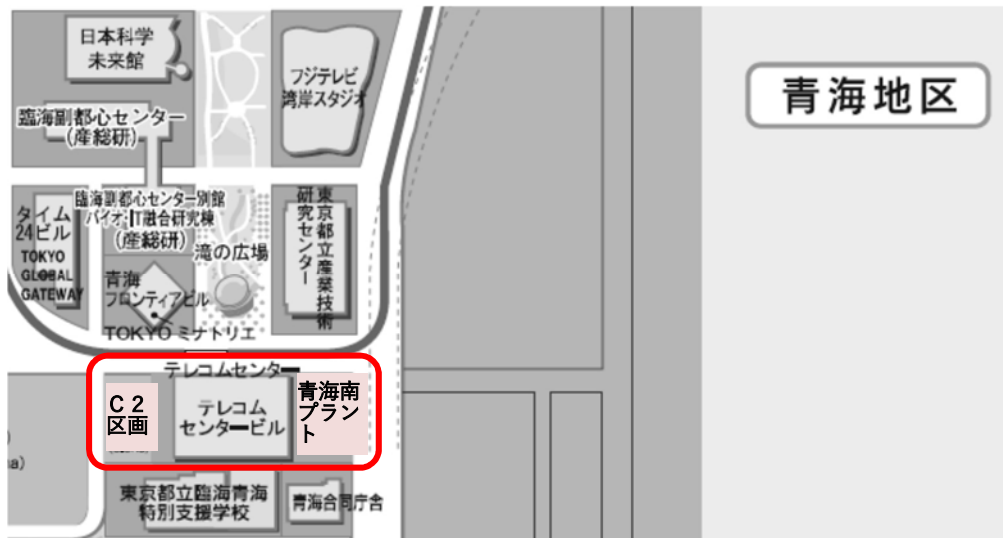 日本科学
未来館
フジテレビ
湾岸スタジオ
青海地区
臨海副都心センター
(産総研)
臨海副都心センター別館
バイオ・IT融合研究棟
(産総研)
タイム
24ビル
TOKYO
GLOBAL
GATEWAY
滝の広場
東京都立産業技術
研究センター
青海
フロンティアビル
TOKYO ミナトリエ
テレコムセンター
C2
区画
テレコム
センタービル
青海南
プラン
ト
a)
東京都立臨海青海
特別支援学校
青海合同庁舎